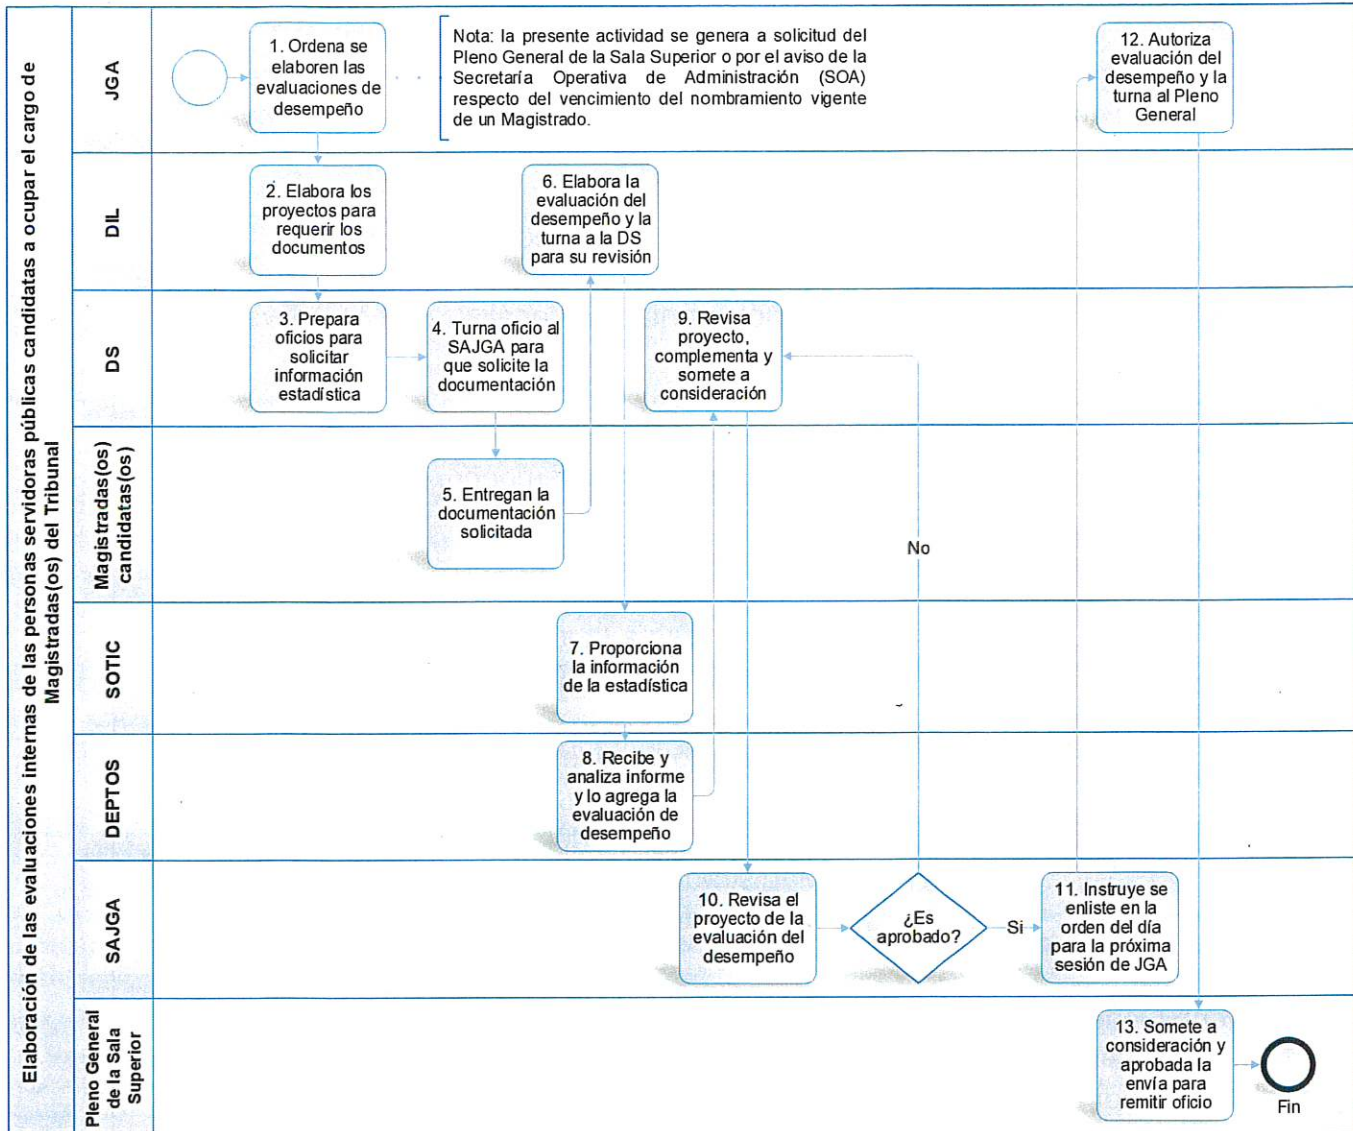 Elaboración de las evaluaciones internas de las personas servidoras públicas candidatas a ocupar el cargo de
Magistradas(os) del Tribunal
JGA
1. Ordena se
elaboren las
evaluaciones de
desempeño
Nota: la presente actividad se genera a solicitud del
Pleno General de la Sala Superior o por el aviso de la
Secretaría Operativa de Administración (SOA)
respecto del vencimiento del nombramiento vigente
de un Magistrado.
12. Autoriza
evaluación del
desempeño y la
turna al Pleno
General
DIL
2. Elabora los
proyectos para
requerir los
documentos
6. Elabora la
evaluación del
desempeño y la
turna a la DS
para su revisión
DS
3. Prepara
oficios para
solicitar
información
estadística
4. Turna oficio al
SAJGA para
que solicite la
documentación
9. Revisa
proyecto,
complementa y
somete a
consideración
Magistradas(os)
candidatas(os)
5. Entregan la
documentación
solicitada
No
SOTIC
7. Proporciona
la información
de la estadística
DEPTOS
8. Recibe y
analiza informe
y lo agrega la
evaluación de
desempeño
SAJGA
10. Revisa el
proyecto de la
evaluación del
desempeño
¿Es
aprobado?
Si
11. Instruye se
enliste en la
orden del día
para la próxima
sesión de JGA
Pleno General
de la Sala
Superior
13. Somete a
consideración y
aprobada la
envía para
remitir oficio
Fin